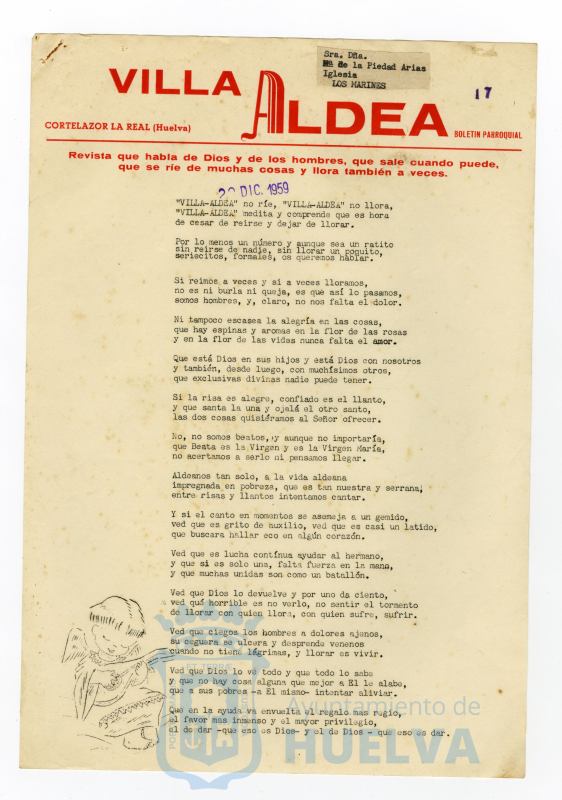 Sra. Dña.
Mª de la Piedad Arias
Iglesia
LOS MARINES
17
VILLA ALDEA
CORTELAZOR LA REAL (Huelva)
BOLETIN PARROQUIAL
Revista que habla de Dios y de los hombres, que sale cuando puede,
que se ríe de muchas cosas y llora también a veces.
20 DIC. 1959
"VILLA-ALDEA" no ríe, "VILLA-ALDEA" no llora,
"VILLA-ALDEA" medita y comprende que es hora
de cesar de reirse y dejar de llorar.
Por lo menos un número y aunque sea un ratito
sin reirse de nadie, sin llorar un poquito,
seriecitos, formales, os queremos hablar.
Si reimos a veces y si a veces lloramos,
no es ni burla ni queja, es que así lo pasamos,
somos hombres, y, claro, no nos falta el dolor.
Ni tampoco escasea la alegría en las cosas,
que hay espinas y aromas en la flor de las rosas
y en la flor de las vidas nunca falta el amor.
Que está Dios en sus hijos y está Dios con nosotros
y también, desde luego, con muchísimos otros,
que exclusivas divinas nadie puede tener.
Si la risa es alegre, confiado es el llanto,
y que santa la una y ojalá el otro santo,
las dos cosas quisiéramos al Señor ofrecer.
No, no somos beatos, y aunque no importaría,
que Beata es la Virgen y es la Virgen María,
no acertamos a serlo ni pensamos llegar.
Aldeanos tan solo, a la vida aldeana
impregnada en pobreza, que es tan nuestra y serrana,
entre risas y llantos intentamos cantar.
Y si el canto en momentos se asemeja a un gemido,
ved que es grito de auxilio, ved que es casi un latido,
que buscara hallar eco en algún corazón.
Ved que es lucha contínua ayudar al hermano,
y que si es solo una, falta fuerza en la mano,
y que muchas unidas son como un batallón.
Ved que Dios lo devuelve y por uno da ciento,
ved qué horrible es no verlo, no sentir el tormento
de llorar con quien llora, con quien sufre, sufrir.
Ved que ciegos los hombres a dolores ajenos,
su ceguera se ulcera y desprende venenos
cuando no tiene lágrimas, y llorar es vivir.
Ved que Dios lo ve todo y que todo lo sabe
y que no hay cosa alguna que mejor a El le alabe,
que a sus pobres -a El mismo- intentar aliviar.
Que en la ayuda va envuelta el regalo mas regio,
el favor mas inmenso y el mayor privilegio,
el de dar -que eso es Dios- y el de Dios - que eso es dar.
Ayuntamiento de
HUELVA